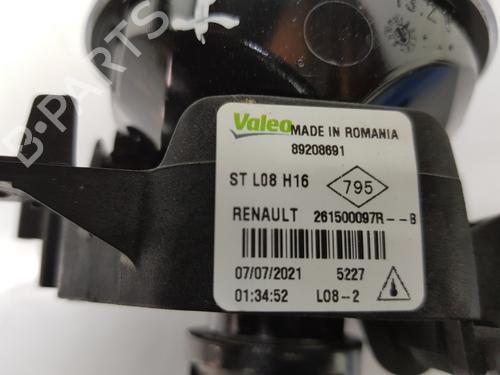 Valeo MADE IN ROMANIA
89208691
ST L08 H16 795
RENAULT 261500097R--B
07/07/2021 5227
01:34:52 L08-2